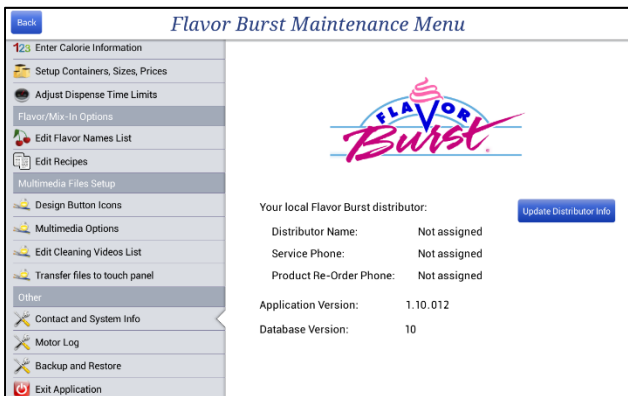 Back
Flavor Burst Maintenance Menu
123 Enter Calorie Information
Setup Containers, Sizes, Prices
Adjust Dispense Time Limits
Flavor/Mix-In Options
Edit Flavor Names List
Edit Recipes
Multimedia Files Setup
Design Button Icons
Multimedia Options
Edit Cleaning Videos List
Transfer files to touch panel
Other
Contact and System Info
Motor Log
Backup and Restore
Exit Application
FLAVOR
Burst
Your local Flavor Burst distributor:
Update Distributor Info
Distributor Name: Not assigned
Service Phone: Not assigned
Product Re-Order Phone: Not assigned
Application Version: 1.10.012
Database Version: 10